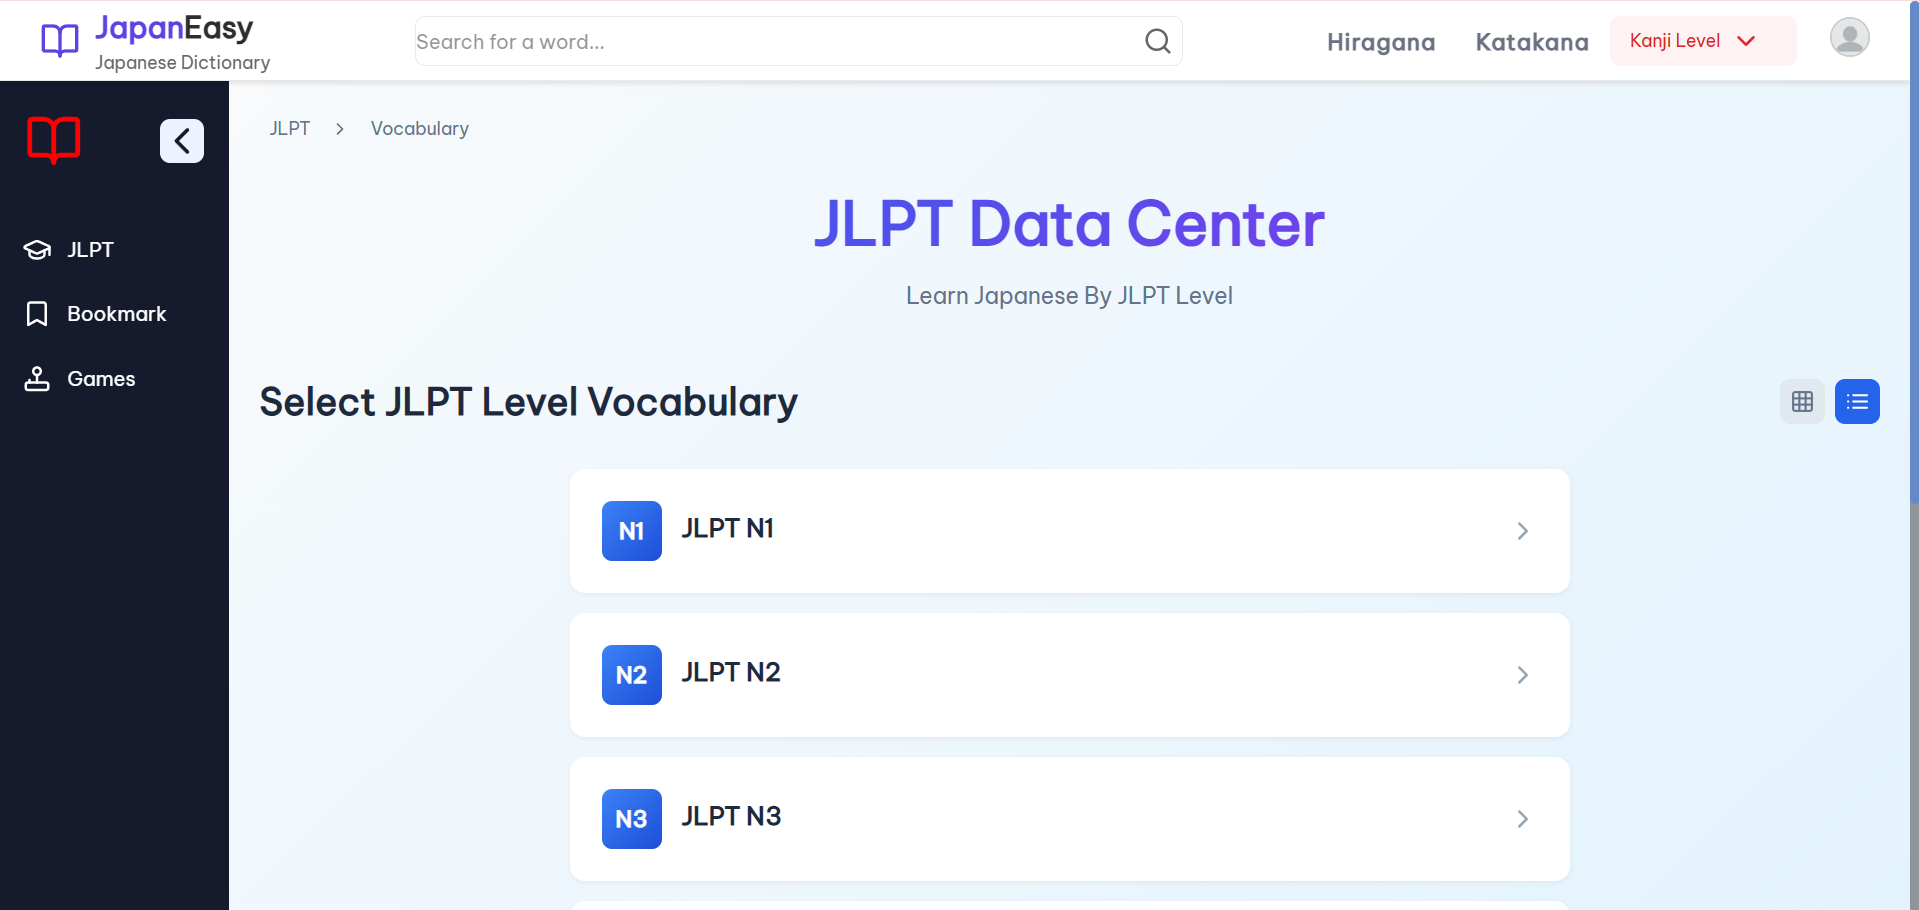 JapanEasy
Japanese Dictionary
Search for a word...
Hiragana
Katakana
Kanji Level
JLPT
Bookmark
Games
JLPT > Vocabulary
JLPT Data Center
Learn Japanese By JLPT Level
Select JLPT Level Vocabulary
N1 JLPT N1
N2 JLPT N2
N3 JLPT N3